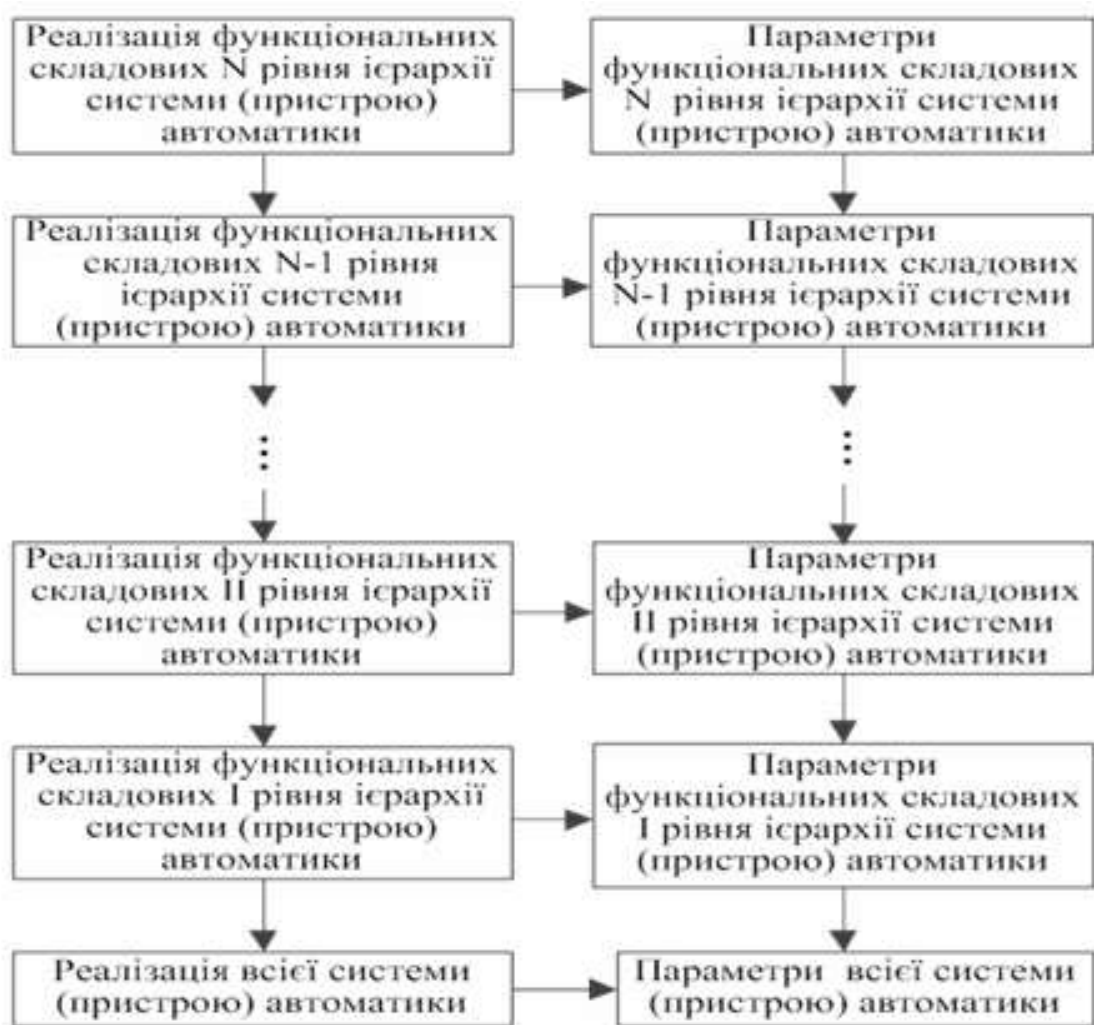 Реалізація функціональних
складових N рівня ієрархії
системи (пристрою)
автоматики
Параметри
функціональних складових
N рівня ієрархії системи
(пристрою) автоматики
Реалізація функціональних
складових N-1 рівня
ієрархії системи
(пристрою) автоматики
Параметри
функціональних складових
N-1 рівня ієрархії системи
(пристрою) автоматики
...
...
Реалізація функціональних
складових II рівня ієрархії
системи (пристрою)
автоматики
Параметри
функціональних складових
II рівня ієрархії системи
(пристрою) автоматики
Реалізація функціональних
складових I рівня ієрархії
системи (пристрою)
автоматики
Параметри
функціональних складових
I рівня ієрархії системи
(пристрою) автоматики
Реалізація всієї системи
(пристрою) автоматики
Параметри всієї системи
(пристрою) автоматики